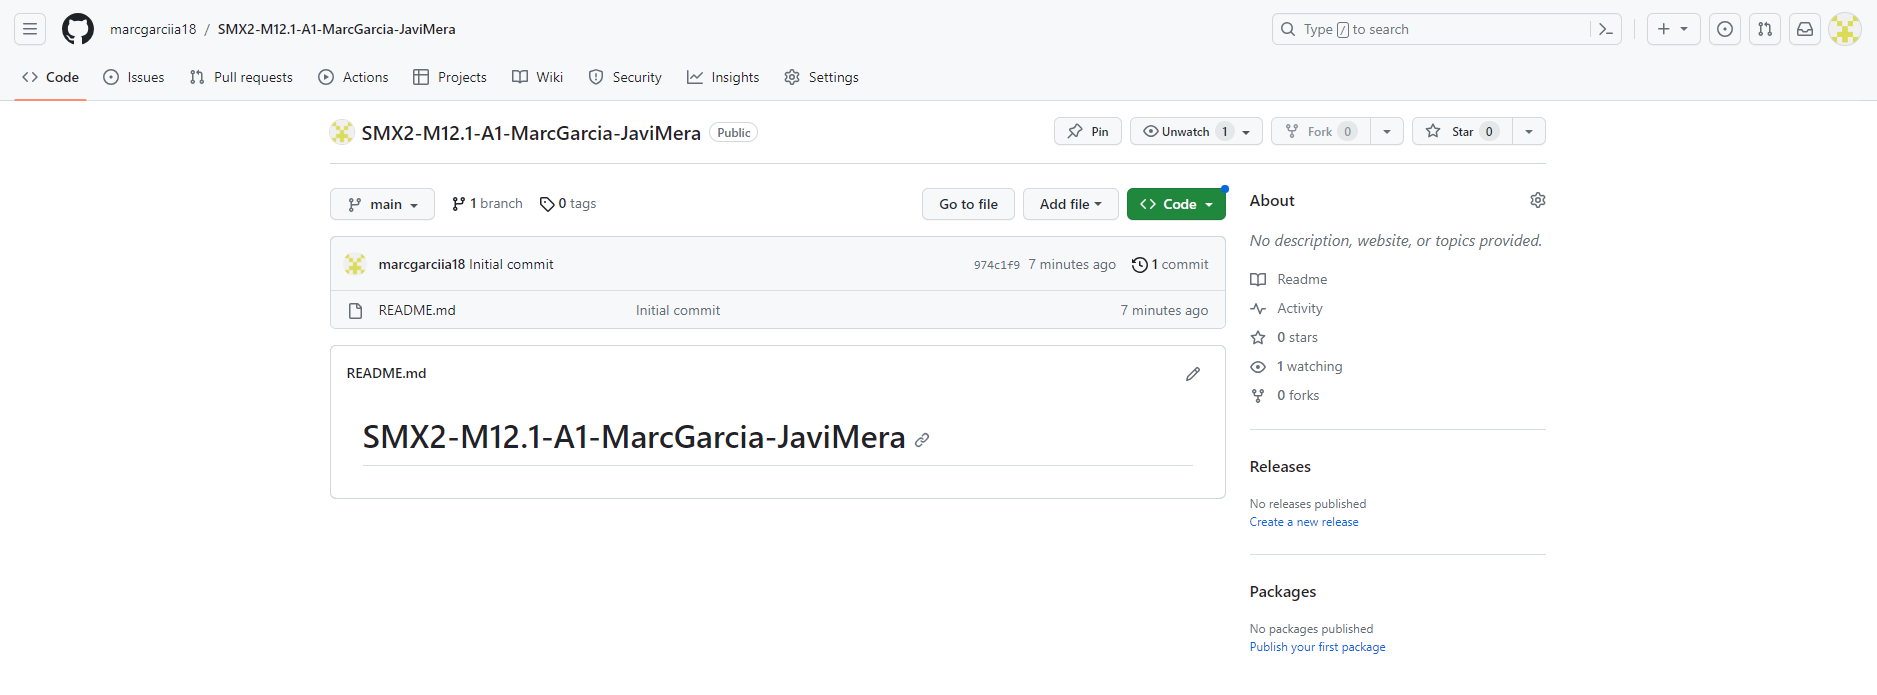 marcgarciia18 / SMX2-M12.1-A1-MarcGarcia-JaviMera
Type / to search
Code Issues Pull requests Actions Projects Wiki Security Insights Settings
SMX2-M12.1-A1-MarcGarcia-JaviMera Public
Pin Unwatch 1 Fork 0 Star 0
main 1 branch 0 tags Go to file Add file Code
marcgarciia18 Initial commit 974c1f9 7 minutes ago 1 commit
README.md Initial commit 7 minutes ago
README.md
SMX2-M12.1-A1-MarcGarcia-JaviMera
About
No description, website, or topics provided.
Readme
Activity
0 stars
1 watching
0 forks
Releases
No releases published
Create a new release
Packages
No packages published
Publish your first package